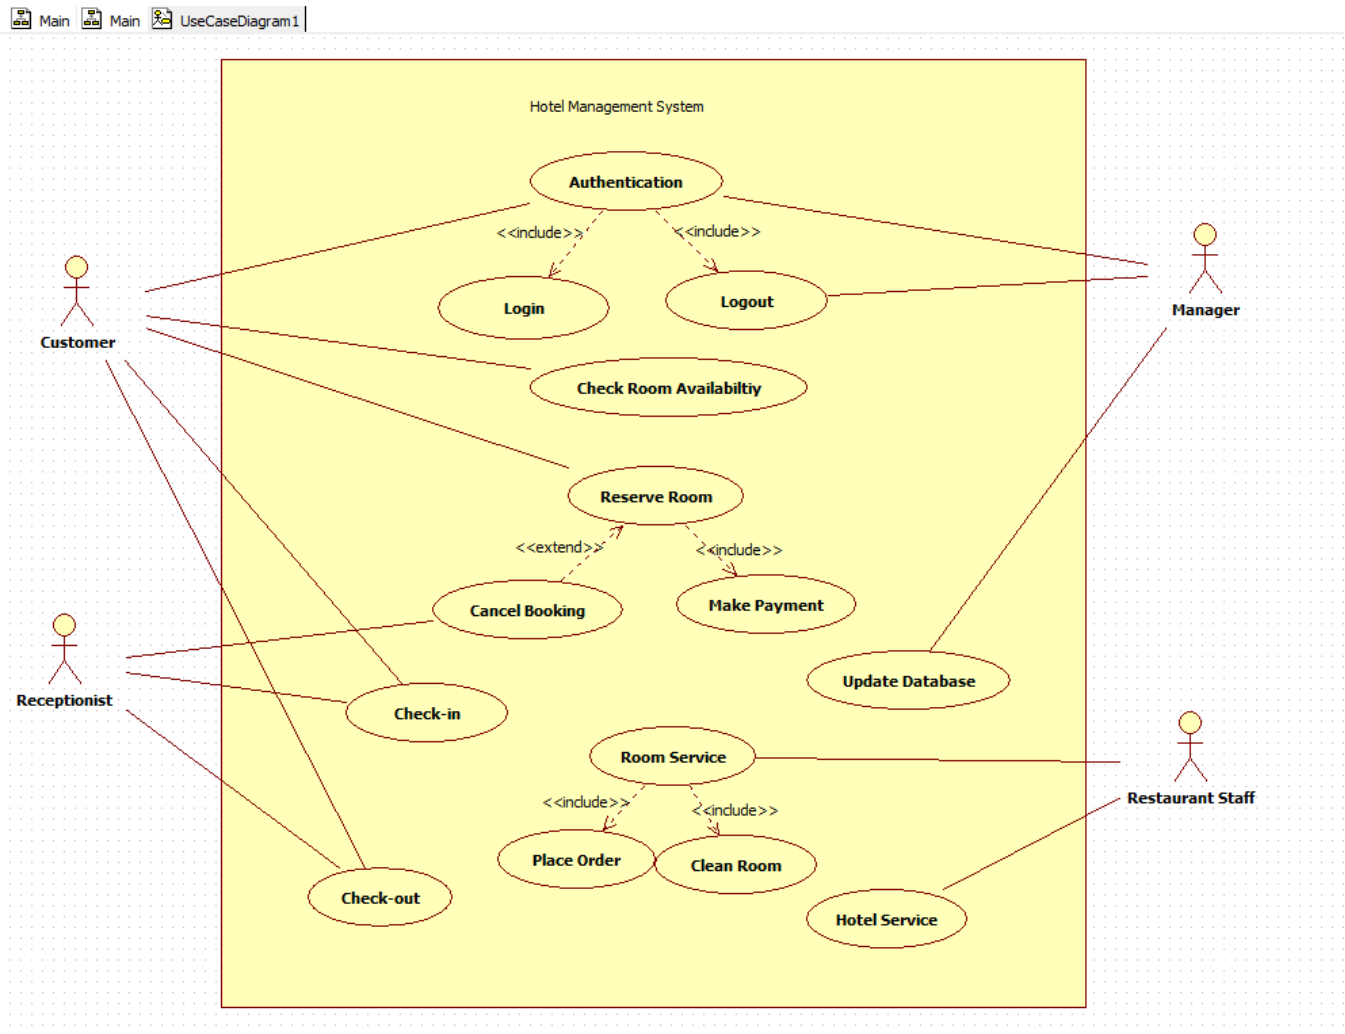 Main Main UseCaseDiagram1
Hotel Management System
Authentication
<<include>> <<include>>
Login
Logout
Customer
Manager
Check Room Availabiltiy
Reserve Room
<<extend>> <<include>>
Cancel Booking
Make Payment
Receptionist
Update Database
Check-in
Room Service
Restaurant Staff
<<include>> <<include>>
Place Order
Clean Room
Check-out
Hotel Service